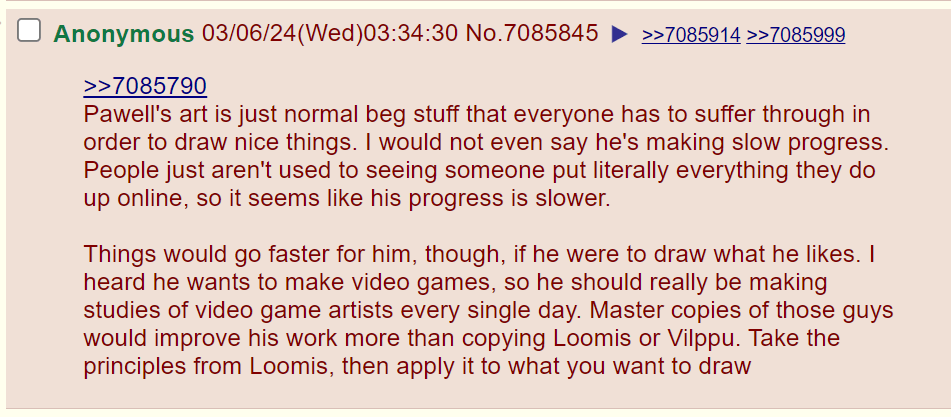 Anonymous 03/06/24(Wed)03:34:30 No.7085845 ▶ >>7085914 >>7085999
>>7085790
Pawell's art is just normal beg stuff that everyone has to suffer through in
order to draw nice things. I would not even say he's making slow progress.
People just aren't used to seeing someone put literally everything they do
up online, so it seems like his progress is slower.
Things would go faster for him, though, if he were to draw what he likes. I
heard he wants to make video games, so he should really be making
studies of video game artists every single day. Master copies of those guys
would improve his work more than copying Loomis or Vilppu. Take the
principles from Loomis, then apply it to what you want to draw